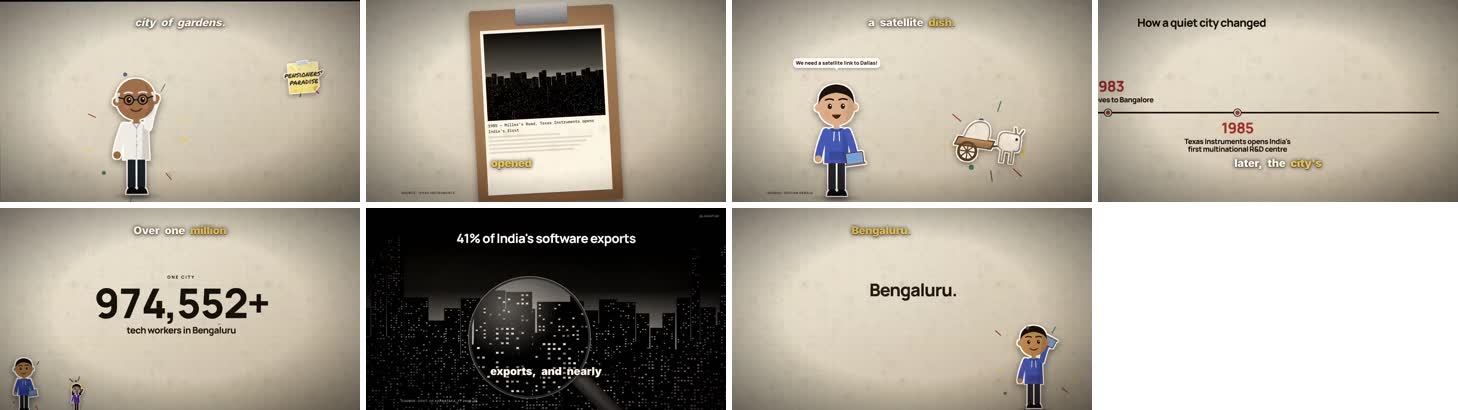 city of gardens.
PENSIONERS'
PARADISE
1985 — Miller's Road, Texas Instruments opens
India's first
opened
SOURCE: TEXAS INSTRUMENTS
a satellite dish.
We need a satellite link to Dallas!
How a quiet city changed
983
ves to Bangalore
1985
Texas Instruments opens India's
first multinational R&D centre
later, the city's
Over one million
ONE CITY
974,552+
tech workers in Bengaluru
41% of India's software exports
exports, and nearly
Bengaluru.
Bengaluru.